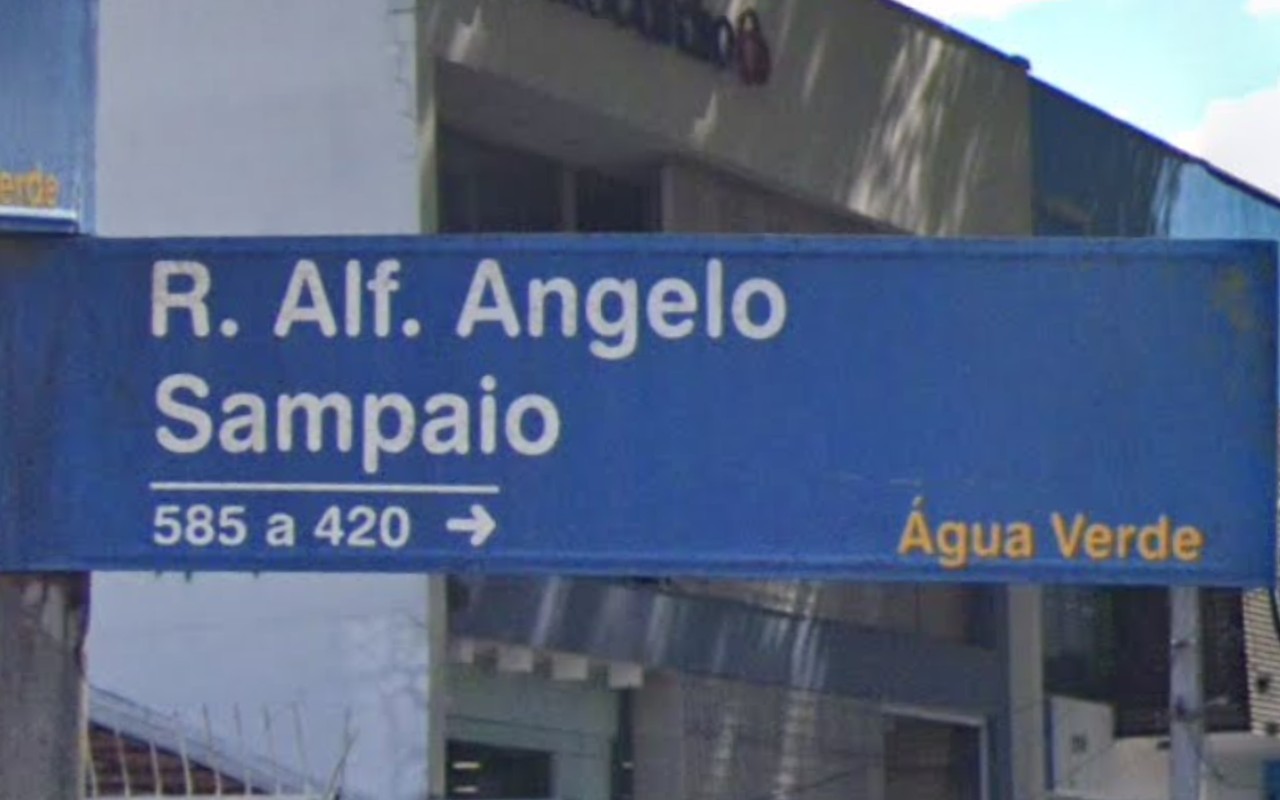 R. Alf. Angelo
Sampaio
585 a 420 →
Água Verde